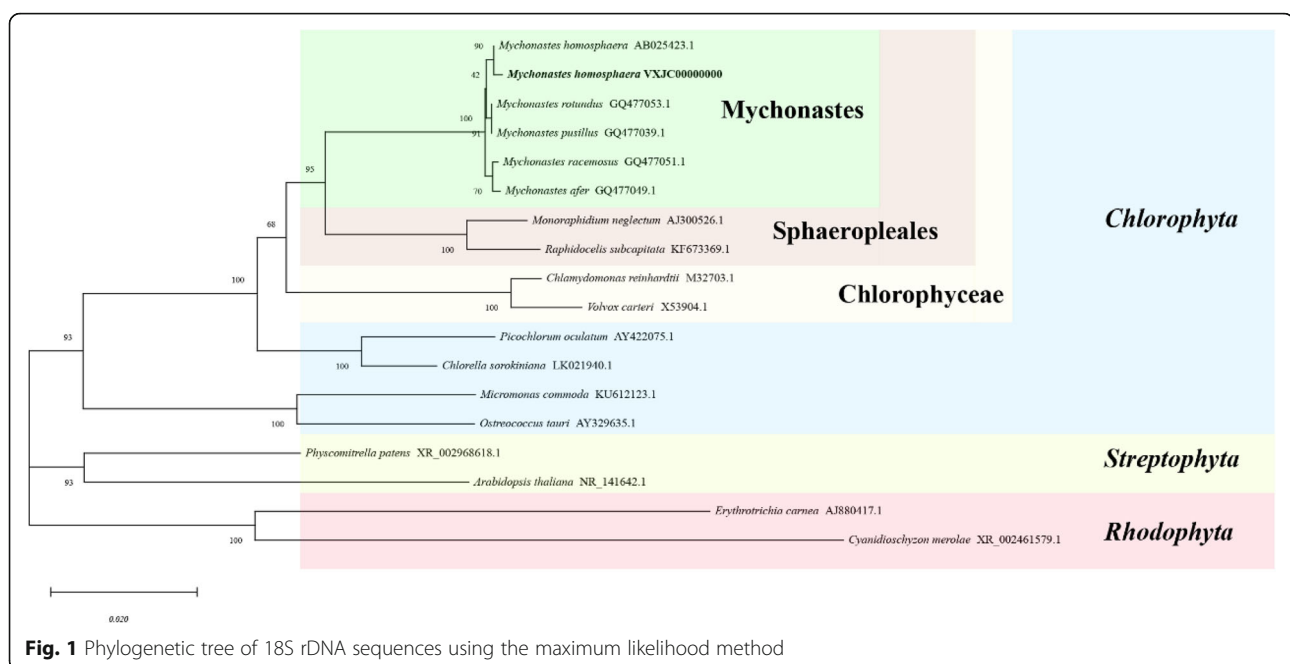 90
Mychonastes homosphaera AB025423.1
42
Mychonastes homosphaera VXJC00000000
Mychonastes rotundus GQ477053.1
100
Mychonastes
91
Mychonastes pusillus GQ477039.1
95
Mychonastes racemosus GQ477051.1
70
Mychonastes afer GQ477049.1
68
Monoraphidium neglectum AJ300526.1
Chlorophyta
Sphaeropleales
100
Raphidocelis subcapitata KF673369.1
100
Chlamydomonas reinhardtii M32703.1
Chlorophyceae
100
Volvox carteri X53904.1
93
Picochlorum oculatum AY422075.1
100
Chlorella sorokiniana LK021940.1
Micromonas commoda KU612123.1
100
Ostreococcus tauri AY329635.1
Physcomitrella patens XR_002968618.1
Streptophyta
93
Arabidopsis thaliana NR_141642.1
Erythrotrichia carnea AJ880417.1
Rhodophyta
100
Cyanidioschyzon merolae XR_002461579.1
0.020
Fig. 1 Phylogenetic tree of 18S rDNA sequences using the maximum likelihood method